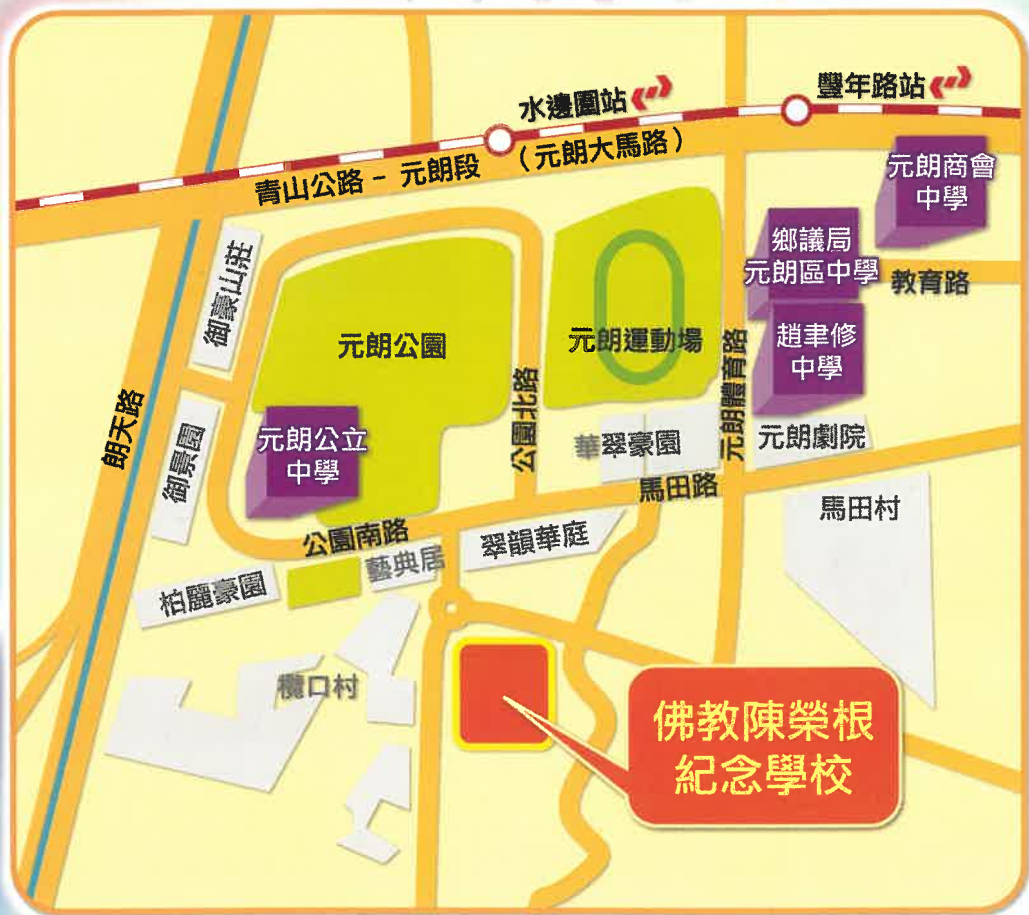 豐年路站
水邊圍站
（元朗大馬路）
青山公路 - 元朗段
元朗商會
中學
鄉議局
元朗區中學
教育路
御豪山莊
元朗公園
元朗運動場
趙聿修
中學
元朗體育路
朗天路
公園北路
元朗公立
中學
華翠豪園
元朗劇院
御景園
馬田路
馬田村
公園南路
翠韻華庭
藝典居
柏麗豪園
欖口村
佛教陳榮根
紀念學校